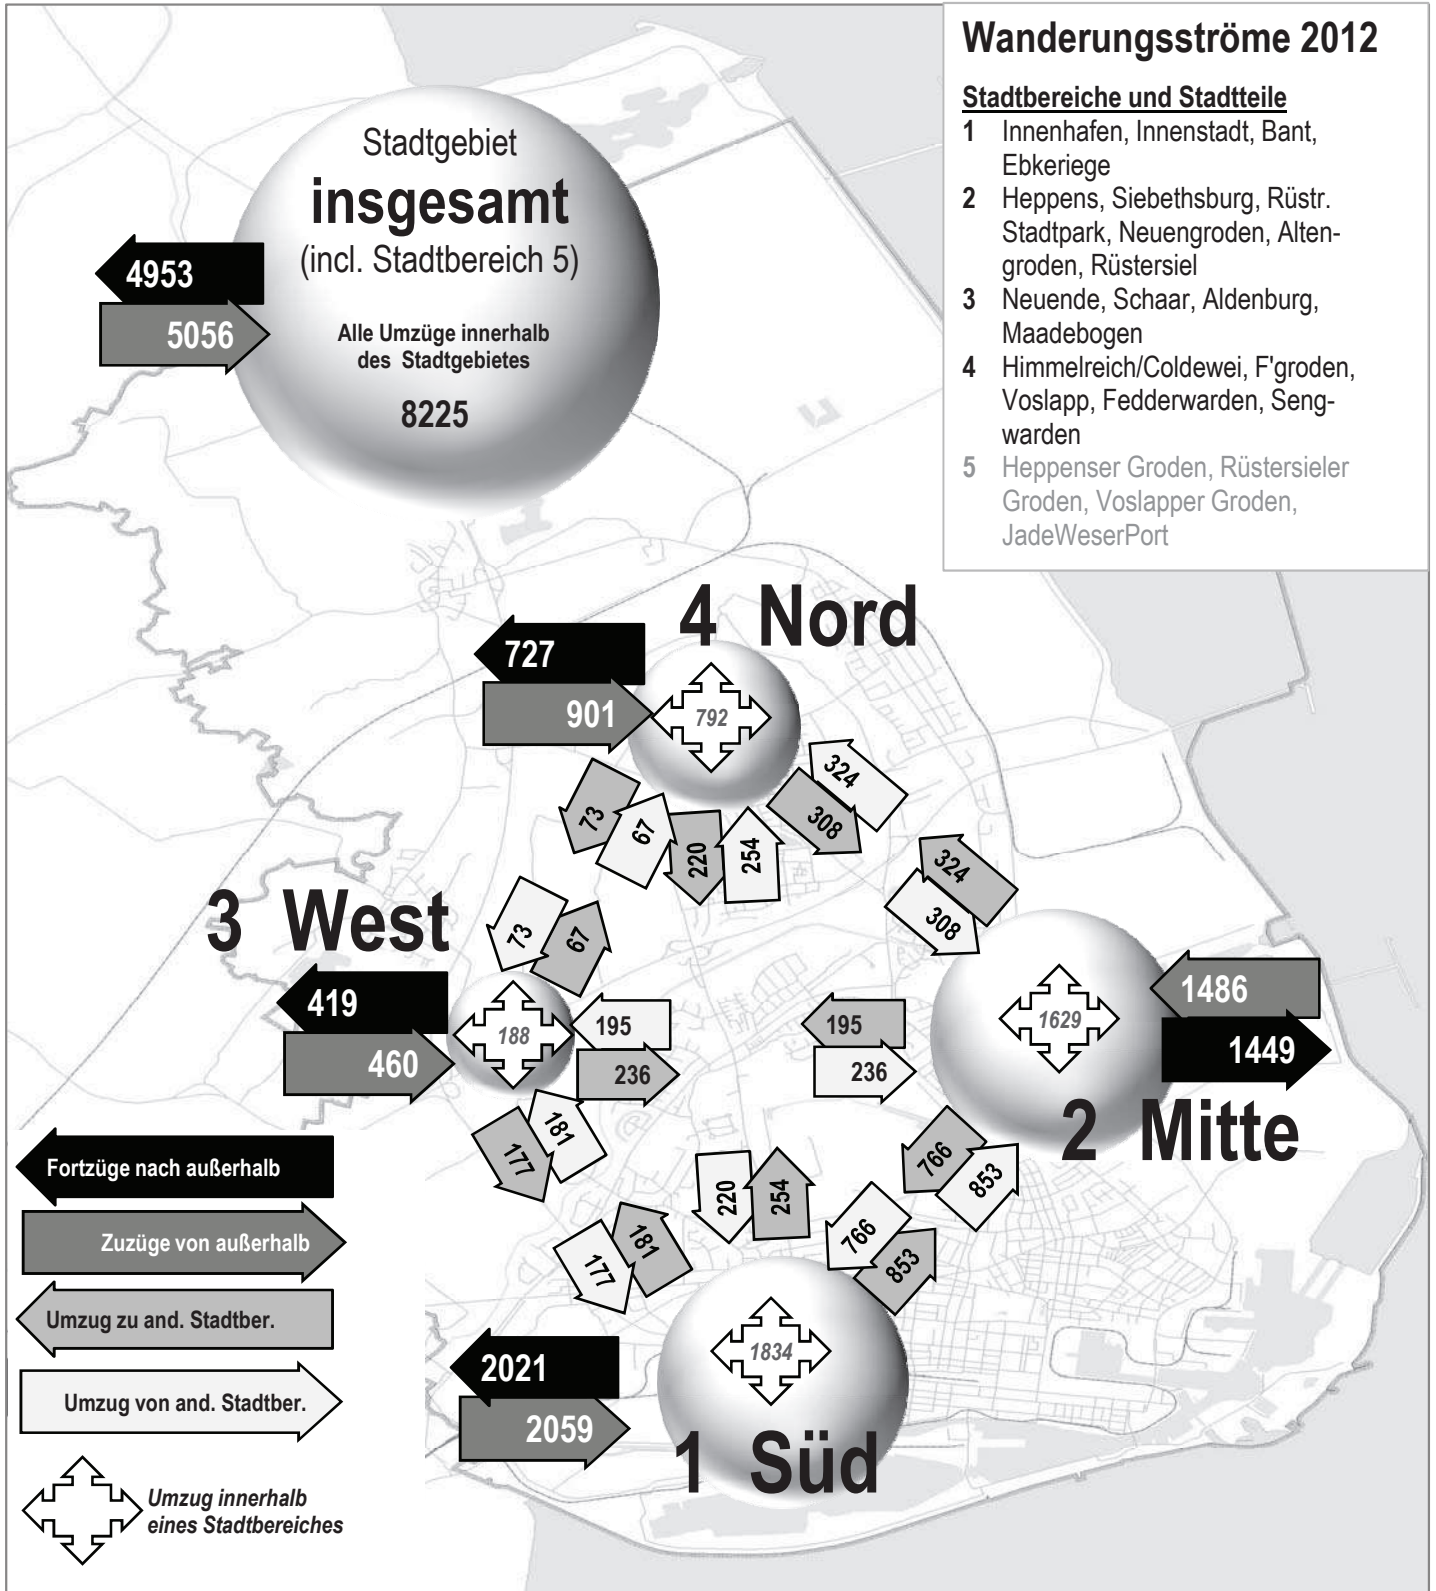 Wanderungsströme 2012
Stadtbereiche und Stadtteile
1 Innenhafen, Innenstadt, Bant,
Ebkeriege
2 Heppens, Siebethsburg, Rüstr.
Stadtpark, Neuengroden, Alten-
groden, Rüstersiel
3 Neuende, Schaar, Aldenburg,
Maadebogen
4 Himmelreich/Coldewei, F'groden,
Voslapp, Fedderwarden, Seng-
warden
5 Heppenser Groden, Rüstersieler
Groden, Voslapper Groden,
JadeWeserPort
Stadtgebiet
insgesamt
(incl. Stadtbereich 5)
Alle Umzüge innerhalb
des Stadtgebietes
8225
4953
5056
4 Nord
727
901
792
324
308
73
67
220
254
324
308
3 West
73
67
419
460
188
195
236
195
236
1629
1486
1449
2 Mitte
177
181
766
853
220
254
177
181
766
853
2021
2059
1834
1 Süd
Fortzüge nach außerhalb
Zuzüge von außerhalb
Umzug zu and. Stadtber.
Umzug von and. Stadtber.
Umzug innerhalb
eines Stadtbereiches